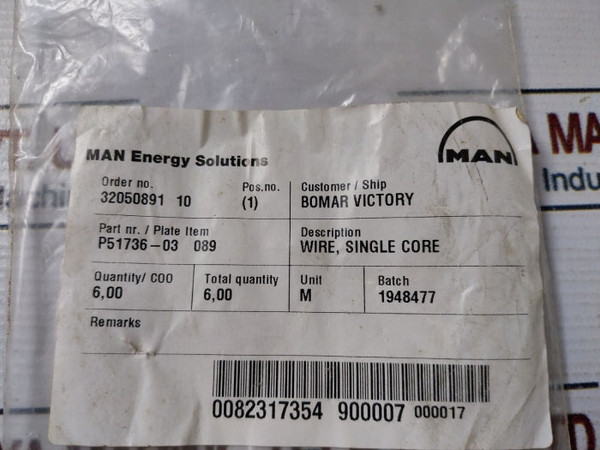 MAN Energy Solutions
MAN
Order no. Pos.no. Customer / Ship
32050891 10 (1) BOMAR VICTORY
Part nr. / Plate Item Description
P51736-03 089 WIRE, SINGLE CORE
Quantity/ COO Total quantity Unit Batch
6,00 6,00 M 1948477
Remarks
0082317354 900007 000017
MA
Indu